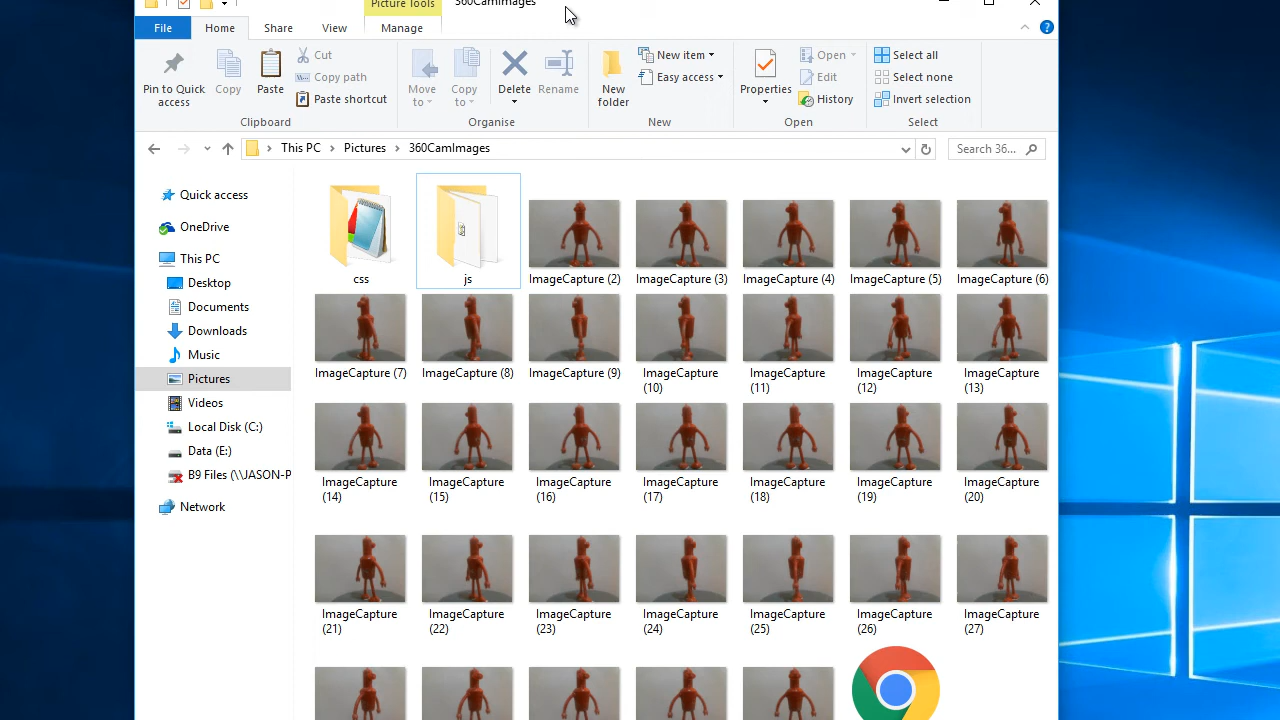 Picture Tools
360CamImages
File
Home
Share
View
Manage
Pin to Quick
access
Copy
Paste
Cut
Copy path
Paste shortcut
Clipboard
Move
to
Copy
to
Delete
Rename
Organise
New
folder
New item
Easy access
New
Properties
Open
Edit
History
Open
Select all
Select none
Invert selection
Select
This PC
Pictures
360CamImages
Search 36...
Quick access
OneDrive
This PC
Desktop
Documents
Downloads
Music
Pictures
Videos
Local Disk (C:)
Data (E:)
B9 Files (\\JASON-P
Network
css
js
ImageCapture (2)
ImageCapture (3)
ImageCapture (4)
ImageCapture (5)
ImageCapture (6)
ImageCapture (7)
ImageCapture (8)
ImageCapture (9)
ImageCapture
(10)
ImageCapture
(11)
ImageCapture
(12)
ImageCapture
(13)
ImageCapture
(14)
ImageCapture
(15)
ImageCapture
(16)
ImageCapture
(17)
ImageCapture
(18)
ImageCapture
(19)
ImageCapture
(20)
ImageCapture
(21)
ImageCapture
(22)
ImageCapture
(23)
ImageCapture
(24)
ImageCapture
(25)
ImageCapture
(26)
ImageCapture
(27)